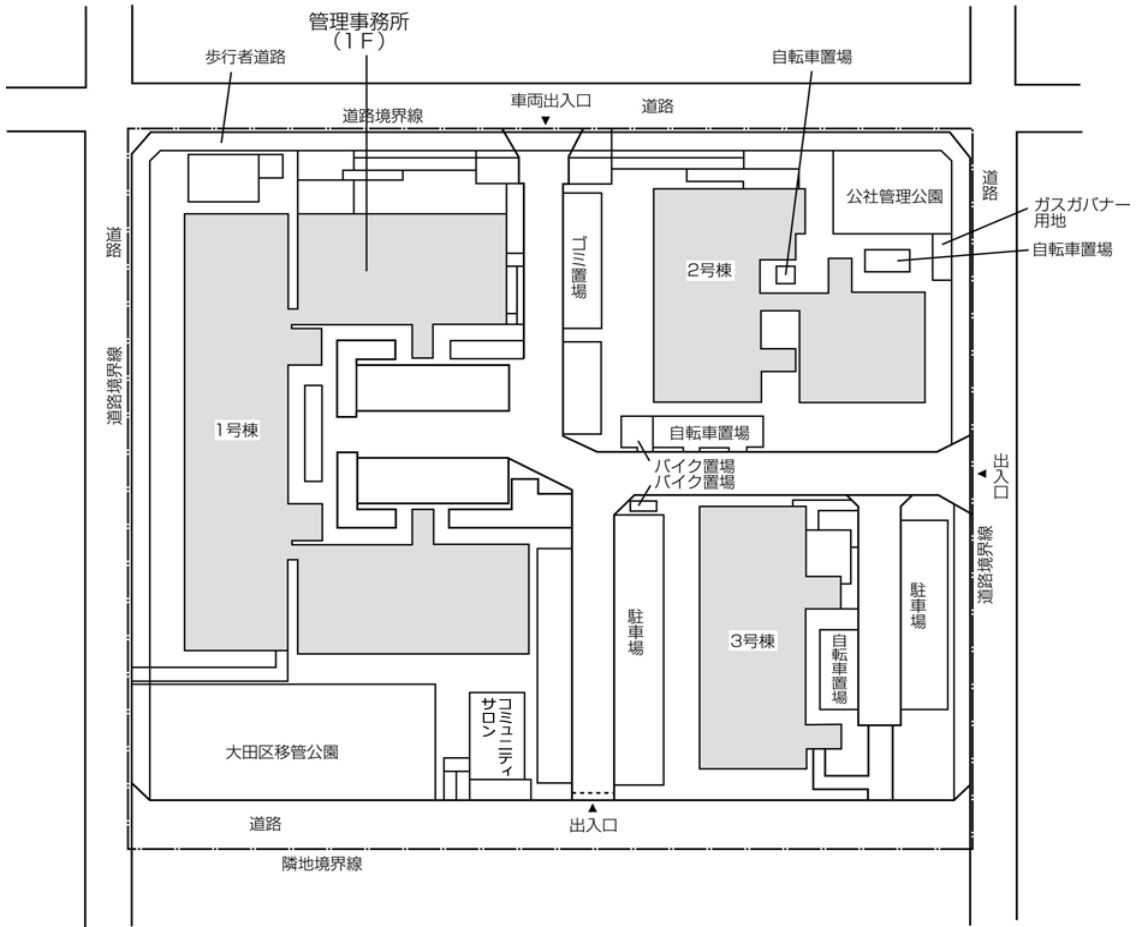 管理事務所
（1F）
歩行者道路
自転車置場
車両出入口
道路
道路境界線
道路
公社管理公園
道路
ガスガバナー
用地
自転車置場
ゴミ置場
2号棟
道路境界線
1号棟
自転車置場
バイク置場
バイク置場
出入口
道路境界線
駐車場
3号棟
自転車置場
駐車場
コミュニティ
サロン
大田区移管公園
道路
出入口
隣地境界線